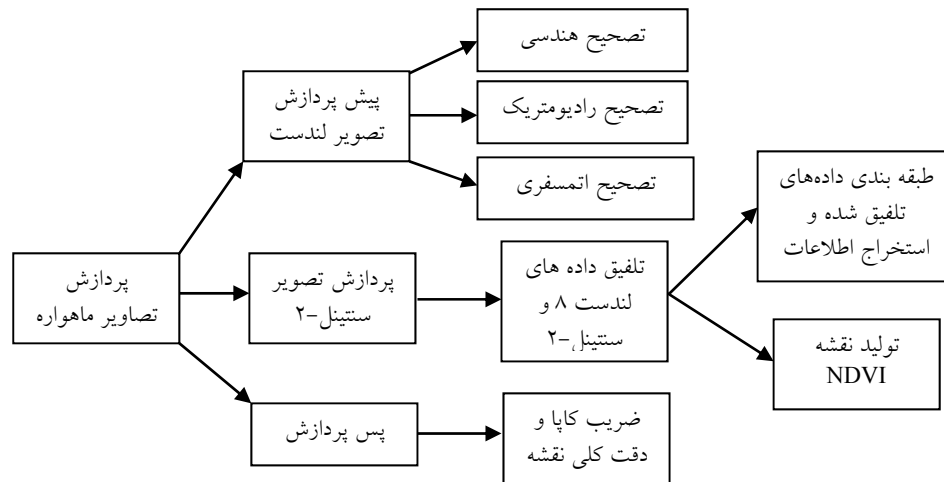 تصحیح هندسی
پیش پردازش
تصویر لندست
تصحیح رادیومتریک
تصحیح اتمسفری
طبقه بندی داده‌های
تلفیق شده و
استخراج اطلاعات
پردازش
تصاویر ماهواره
پردازش تصویر
سنتینل-۲
تلفیق داده های
لندست ۸ و
سنتینل-۲
تولید نقشه
NDVI
پس پردازش
ضریب کاپا و
دقت کلی نقشه